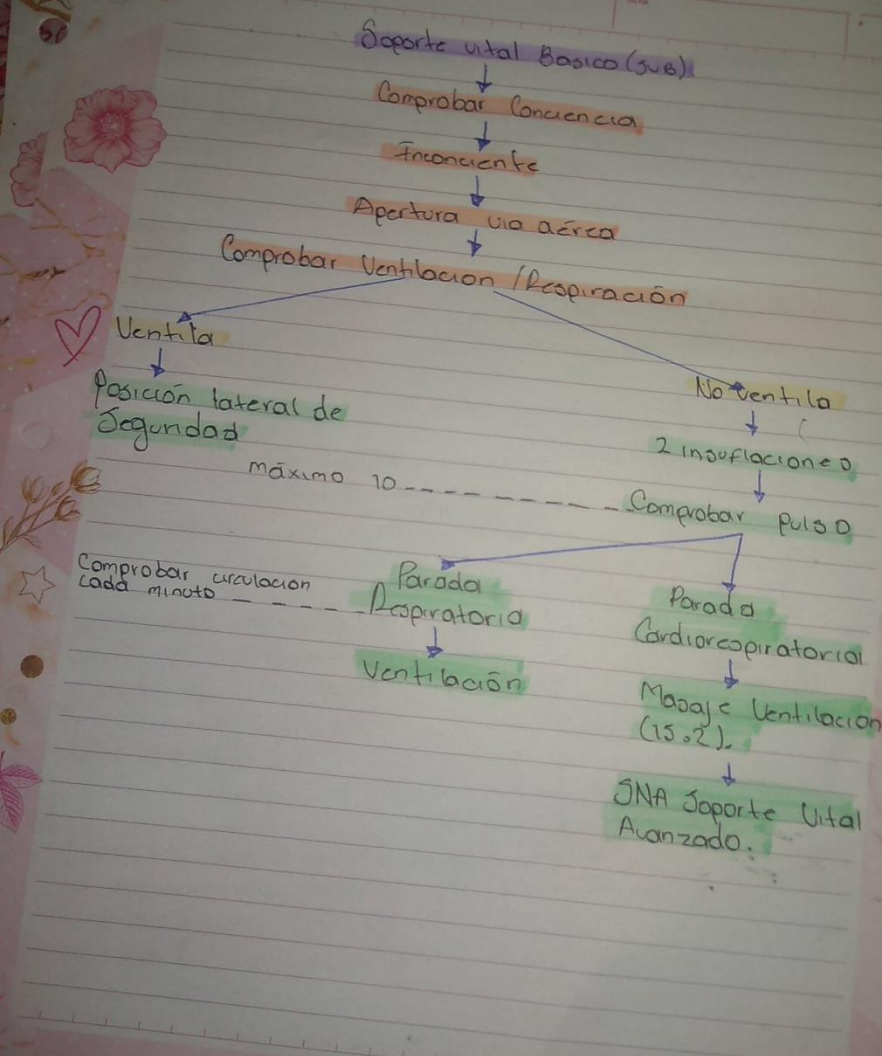 Soporte vital Basico (SVB)
Comprobar Conciencia
Inconciente
Apertura via aérea
Comprobar Ventilacion / Respiración
Ventila
No ventila
Posición lateral de
Seguridad
2 insuflaciones
máximo 10 _ _ _ _ _ _ _ _ Comprobar pulso
Comprobar circulacion
cada minuto _ _ _ _
Parada
Respiratoria
Parada
Cardiorespiratorial
Ventilación
Masaje Ventilacion
(15.2).
SNA Soporte Vital
Avanzado.